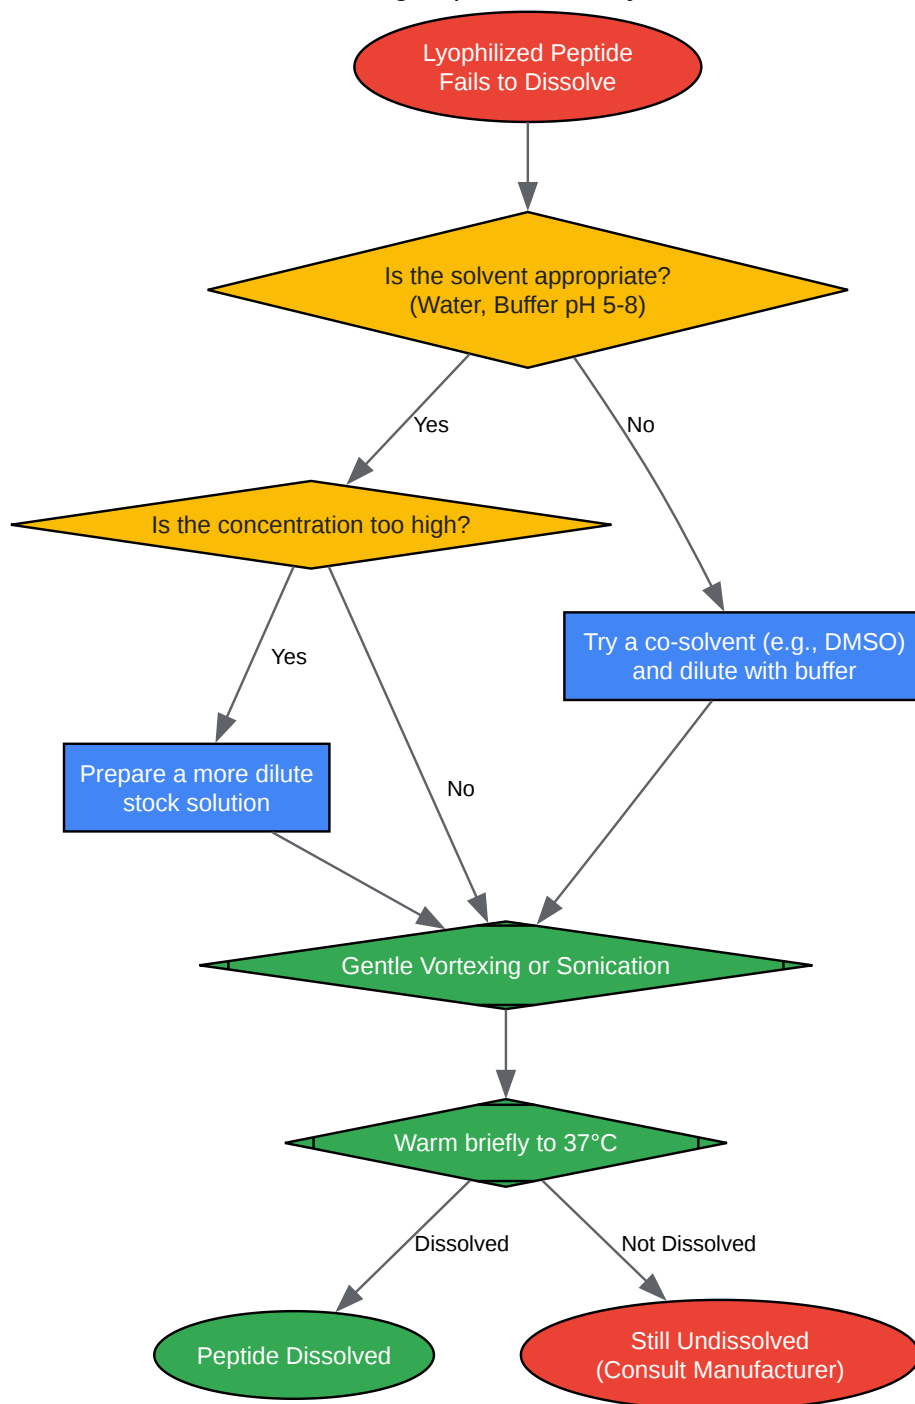 Lyophilized Peptide
Fails to Dissolve
Is the solvent appropriate?
(Water, Buffer pH 5-8)
Yes
No
Is the concentration too high?
Yes
Try a co-solvent (e.g., DMSO)
and dilute with buffer
Prepare a more dilute
stock solution
No
Gentle Vortexing or Sonication
Warm briefly to 37°C
Dissolved
Not Dissolved
Peptide Dissolved
Still Undissolved
(Consult Manufacturer)